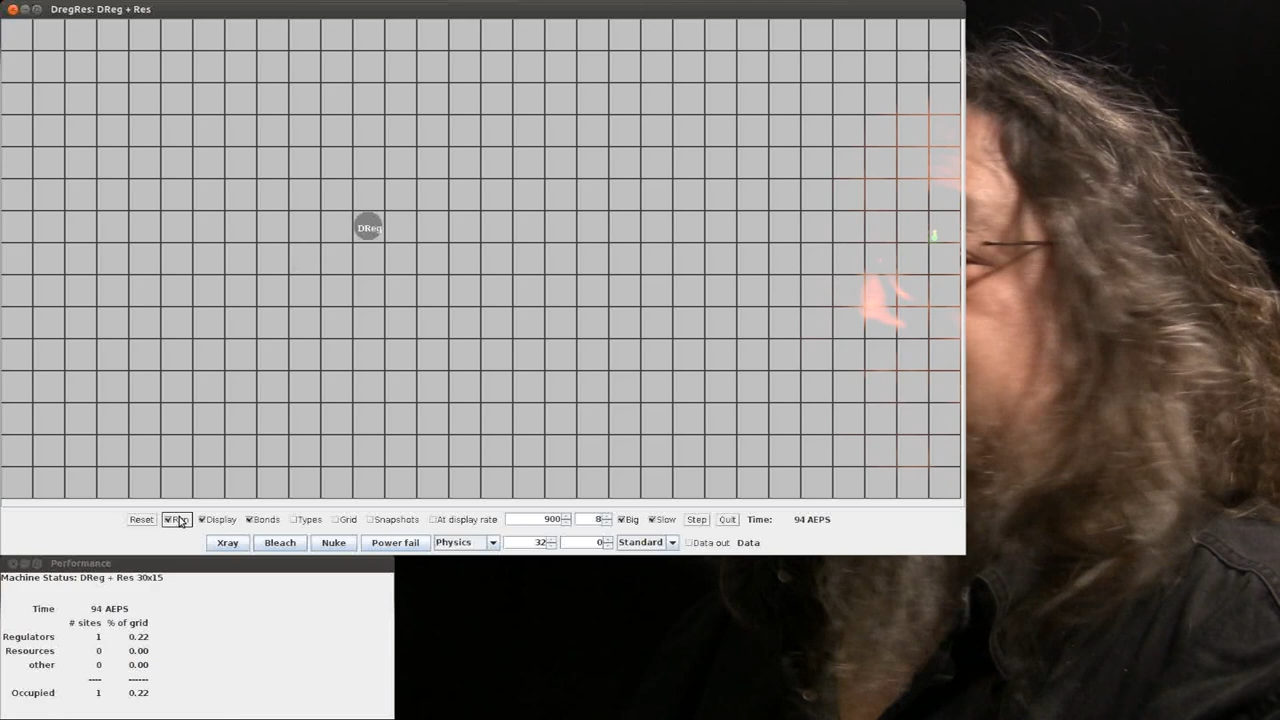 DregRes: DReg + Res
DReg
Reset Run Display Bonds Types Grid Snapshots At display rate 900 8 Big Slow Step Quit Time: 94 AEPS
Xray Bleach Nuke Power fail Physics 32 0 Standard Data out Data
Performance
Machine Status: DReg + Res 30x15
Time 94 AEPS
# sites % of grid
Regulators 1 0.22
Resources 0 0.00
other 0 0.00
---- ------
Occupied 1 0.22